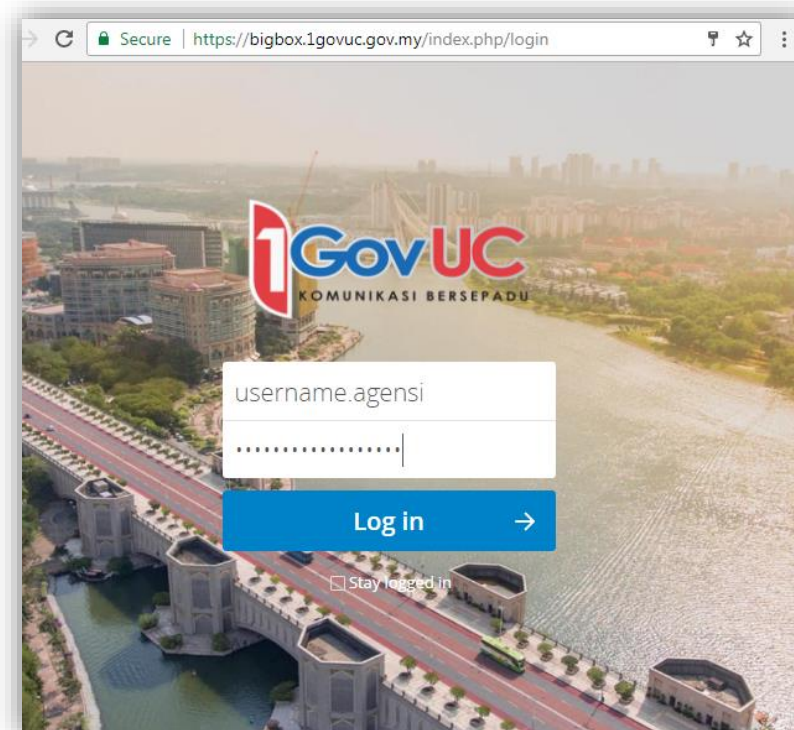 Secure | https://bigbox.1govuc.gov.my/index.php/login
1GovUC
KOMUNIKASI BERSEPADU
username.agensi
••••••••••••••••••
Log in
Stay logged in